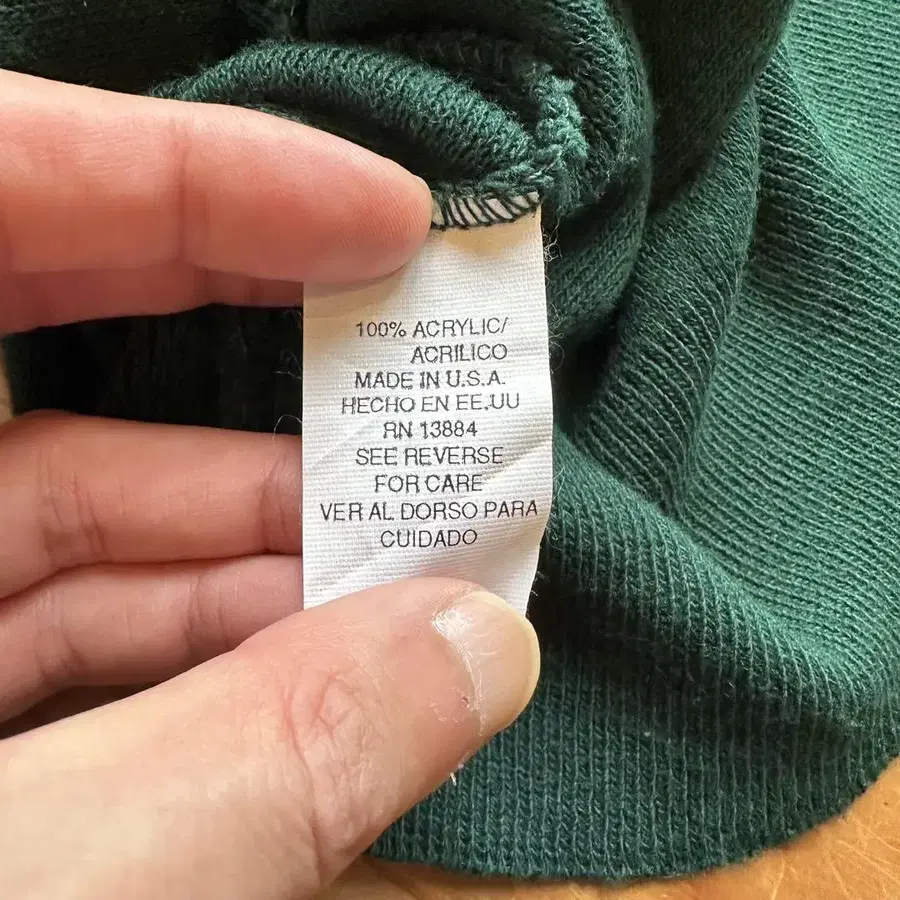 100% ACRYLIC/
ACRILICO
MADE IN U.S.A.
HECHO EN EE.UU
RN 13884
SEE REVERSE
FOR CARE
VER AL DORSO PARA
CUIDADO